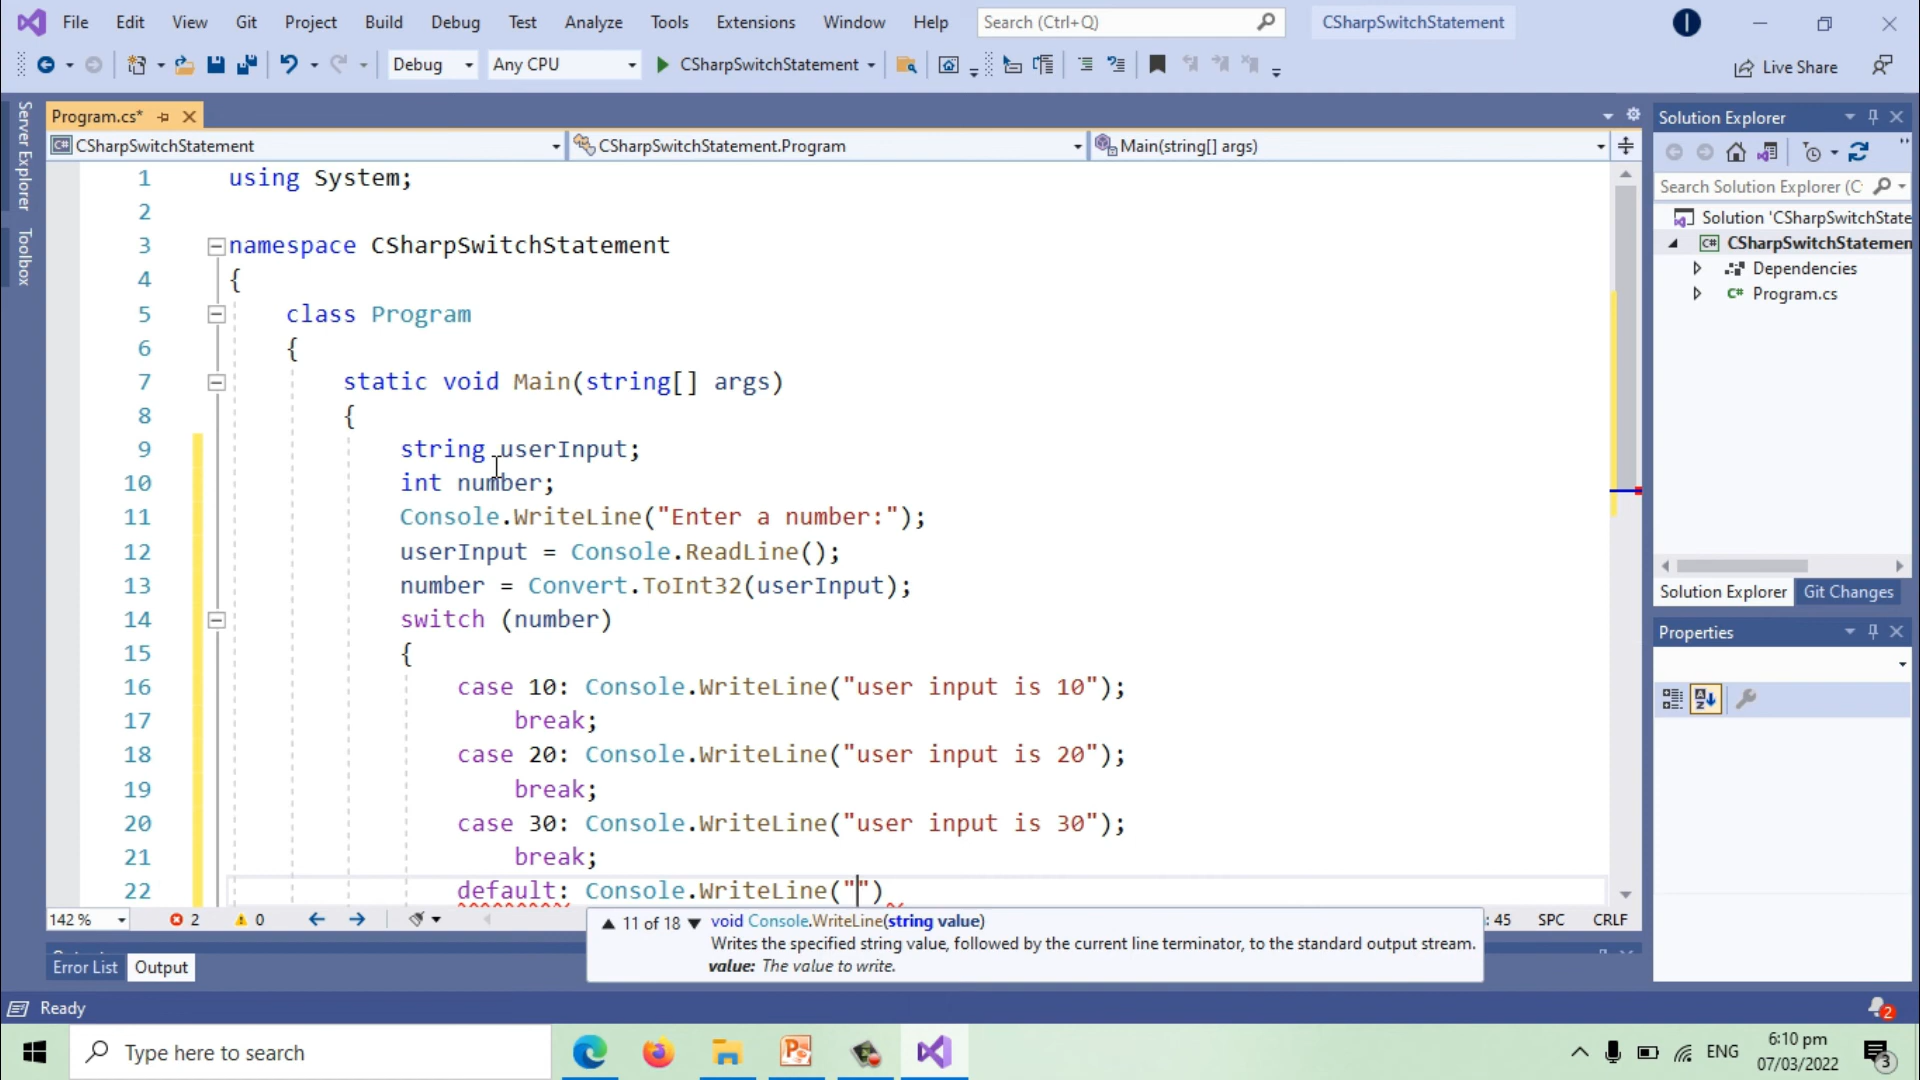 File Edit View Git Project Build Debug Test Analyze Tools Extensions Window Help Search (Ctrl+Q) CSharpSwitchStatement
Debug Any CPU CSharpSwitchStatement Live Share
Server Explorer
Toolbox
Program.cs*
CSharpSwitchStatement CSharpSwitchStatement.Program Main(string[] args)
1 using System;
2
3 namespace CSharpSwitchStatement
4 {
5 class Program
6 {
7 static void Main(string[] args)
8 {
9 string userInput;
10 int number;
11 Console.WriteLine("Enter a number:");
12 userInput = Console.ReadLine();
13 number = Convert.ToInt32(userInput);
14 switch (number)
15 {
16 case 10: Console.WriteLine("user input is 10");
17 break;
18 case 20: Console.WriteLine("user input is 20");
19 break;
20 case 30: Console.WriteLine("user input is 30");
21 break;
22 default: Console.WriteLine("")
142 % 2 0 : 45 SPC CRLF
11 of 18 void Console.WriteLine(string value)
Writes the specified string value, followed by the current line terminator, to the standard output stream.
value: The value to write.
Error List Output
Solution Explorer
Search Solution Explorer (C
Solution 'CSharpSwitchState
CSharpSwitchStatemen
Dependencies
C# Program.cs
Solution Explorer Git Changes
Properties
Ready 2
Type here to search
ENG 6:10 pm
07/03/2022 3